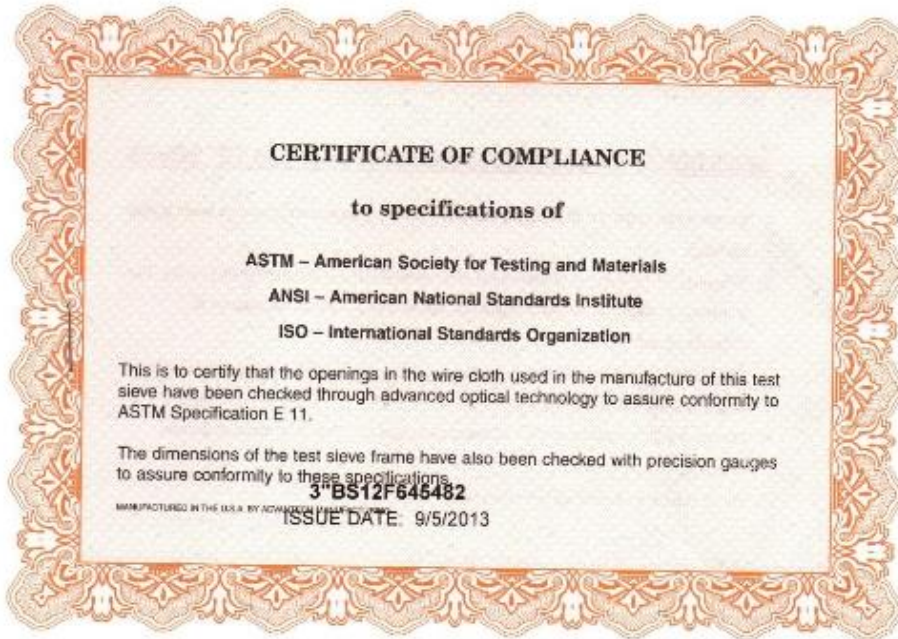 CERTIFICATE OF COMPLIANCE
to specifications of
ASTM – American Society for Testing and Materials
ANSI – American National Standards Institute
ISO – International Standards Organization
This is to certify that the openings in the wire cloth used in the manufacture of this test
sieve have been checked through advanced optical technology to assure conformity to
ASTM Specification E 11.
The dimensions of the test sieve frame have also been checked with precision gauges
to assure conformity to these specifications.
3"BS12F645482
MANUFACTURED IN THE U.S.A. BY
ISSUE DATE: 9/5/2013